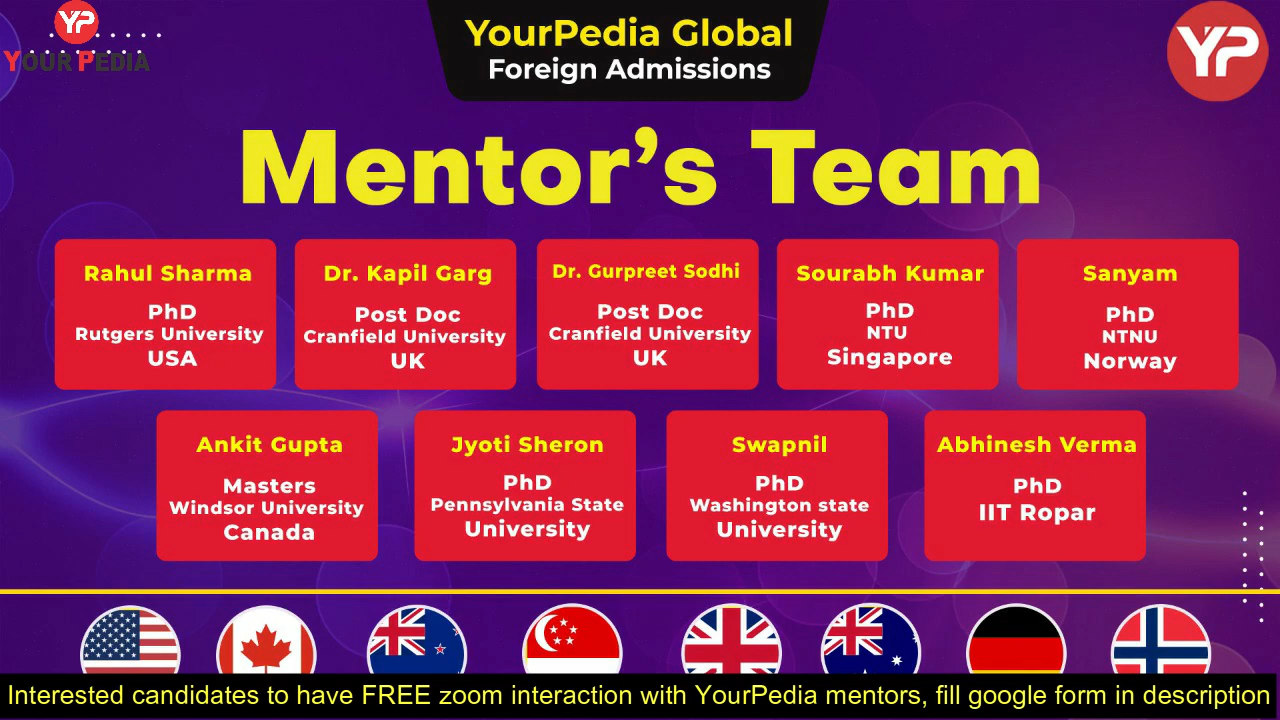 YP
YOUR PEDIA
YourPedia Global
Foreign Admissions
YP
Mentor's Team
Rahul Sharma
PhD
Rutgers University
USA
Dr. Kapil Garg
Post Doc
Cranfield University
UK
Dr. Gurpreet Sodhi
Post Doc
Cranfield University
UK
Sourabh Kumar
PhD
NTU
Singapore
Sanyam
PhD
NTNU
Norway
Ankit Gupta
Masters
Windsor University
Canada
Jyoti Sheron
PhD
Pennsylvania State
University
Swapnil
PhD
Washington state
University
Abhinesh Verma
PhD
IIT Ropar
Interested candidates to have FREE zoom interaction with YourPedia mentors, fill google form in description